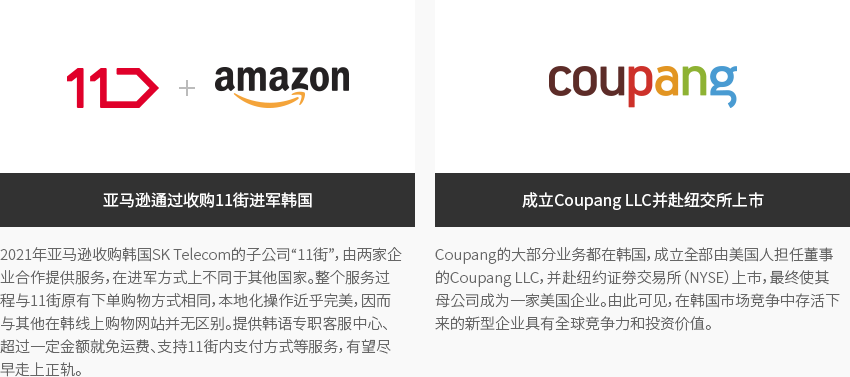 11
+
amazon
亚马逊通过收购11街进军韩国
2021年亚马逊收购韩国SK Telecom的子公司“11街”，由两家企
业合作提供服务，在进军方式上不同于其他国家。整个服务过
程与11街原有下单购物方式相同，本地化操作近乎完美，因而
与其他在韩线上购物网站并无区别。提供韩语专职客服中心、
超过一定金额就免运费、支持11街内支付方式等服务，有望尽
早走上正轨。
coupang
成立Coupang LLC并赴纽交所上市
Coupang的大部分业务都在韩国，成立全部由美国人担任董事
的Coupang LLC，并赴纽约证券交易所（NYSE）上市，最终使其
母公司成为一家美国企业。由此可见，在韩国市场竞争中存活下
来的新型企业具有全球竞争力和投资价值。